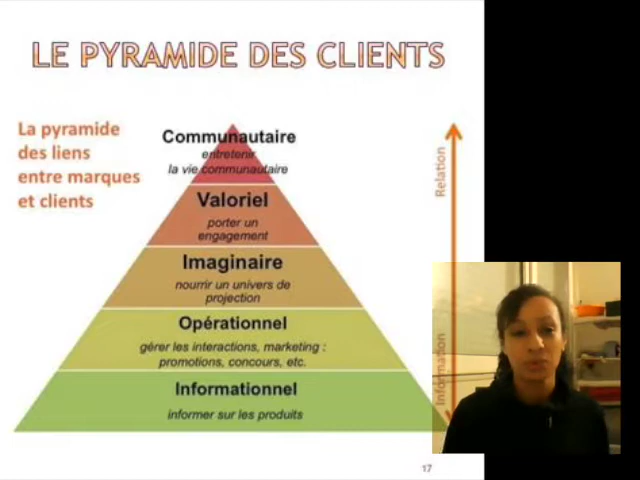 LE PYRAMIDE DES CLIENTS
La pyramide
des liens
entre marques
et clients
Communautaire
entretenir
la vie communautaire
Valoriel
porter un
engagement
Imaginaire
nourrir un univers de
projection
Opérationnel
gérer les interactions, marketing :
promotions, concours, etc.
Informationnel
informer sur les produits
Relation
Information
17